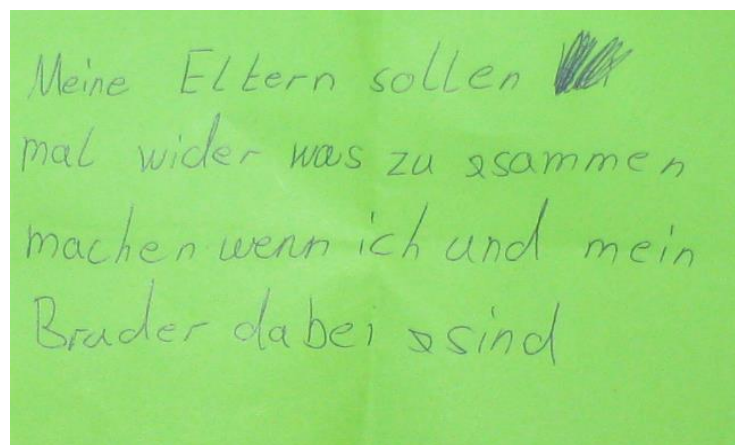 Meine Eltern sollen
mal wider was zu sammen
machen wenn ich und mein
Bruder dabei sind